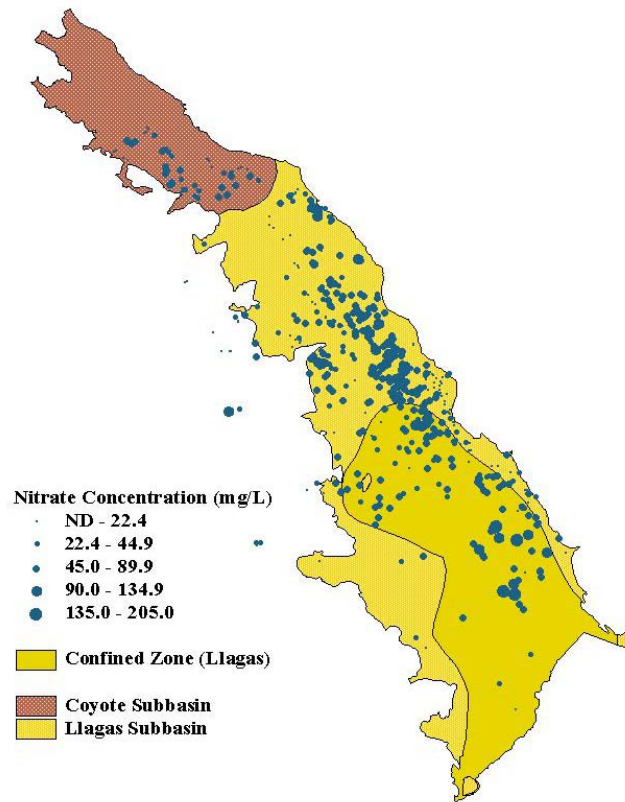 Nitrate Concentration (mg/L)
ND - 22.4
22.4 - 44.9
45.0 - 89.9
90.0 - 134.9
135.0 - 205.0
Confined Zone (Llagas)
Coyote Subbasin
Llagas Subbasin